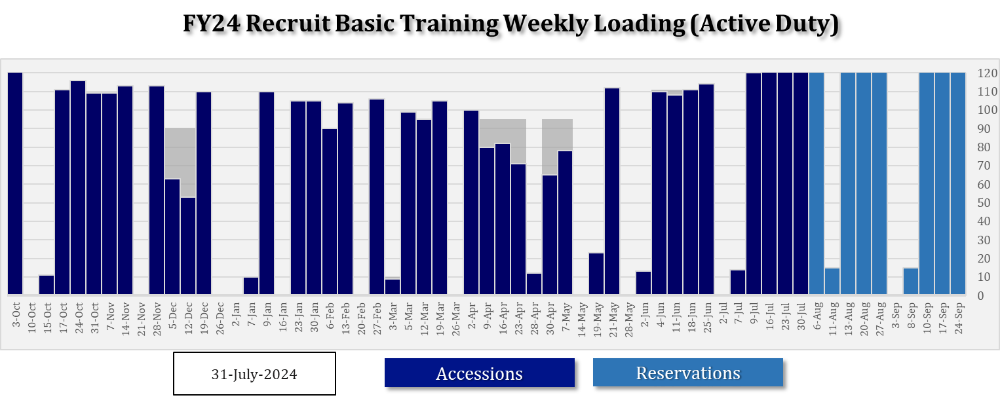 FY24 Recruit Basic Training Weekly Loading (Active Duty)
120
110
100
90
80
70
60
50
40
30
20
10
0
3-Oct
10-Oct
15-Oct
17-Oct
24-Oct
31-Oct
7-Nov
14-Nov
21-Nov
28-Nov
5-Dec
12-Dec
19-Dec
26-Dec
2-Jan
7-Jan
9-Jan
16-Jan
23-Jan
30-Jan
6-Feb
13-Feb
20-Feb
27-Feb
3-Mar
5-Mar
12-Mar
19-Mar
26-Mar
2-Apr
9-Apr
16-Apr
23-Apr
28-Apr
30-Apr
7-May
14-May
19-May
21-May
28-May
2-Jun
4-Jun
11-Jun
18-Jun
25-Jun
2-Jul
7-Jul
9-Jul
16-Jul
23-Jul
30-Jul
6-Aug
11-Aug
13-Aug
20-Aug
27-Aug
3-Sep
8-Sep
10-Sep
17-Sep
24-Sep
31-July-2024
Accessions
Reservations